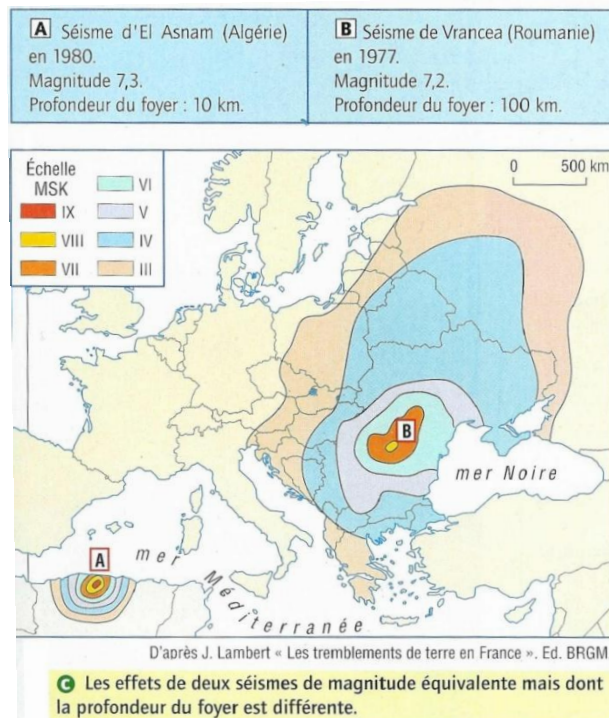 A Séisme d'El Asnam (Algérie)
en 1980.
Magnitude 7,3.
Profondeur du foyer : 10 km.
B Séisme de Vrancea (Roumanie)
en 1977.
Magnitude 7,2.
Profondeur du foyer : 100 km.
Échelle
MSK
IX
VIII
VII
VI
V
IV
III
0 500 km
B
mer Noire
A
mer
Méditerranée
D'après J. Lambert « Les tremblements de terre en France ». Ed. BRGM
C Les effets de deux séismes de magnitude équivalente mais dont
la profondeur du foyer est différente.